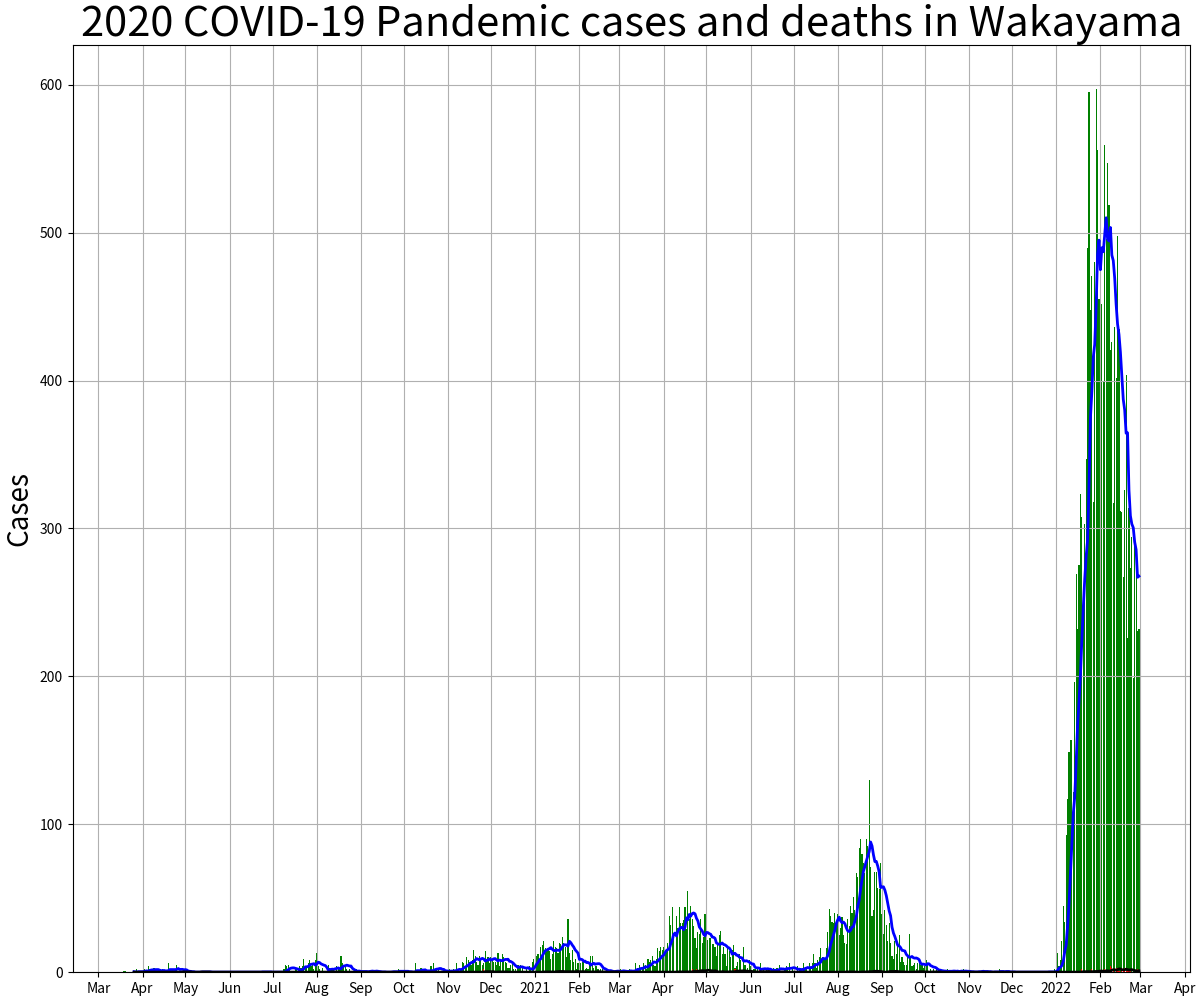 2020 COVID-19 Pandemic cases and deaths in Wakayama
Cases
600
500
400
300
200
100
0
Mar Apr May Jun Jul Aug Sep Oct Nov Dec 2021 Feb Mar Apr May Jun Jul Aug Sep Oct Nov Dec 2022 Feb Mar Apr